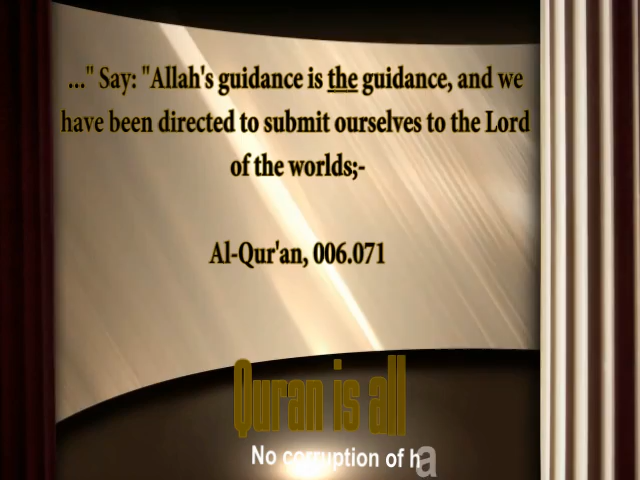 ..." Say: "Allah's guidance is the guidance, and we
have been directed to submit ourselves to the Lord
of the worlds;-
Al-Qur'an, 006.071
Quran is all
No corruption of ha